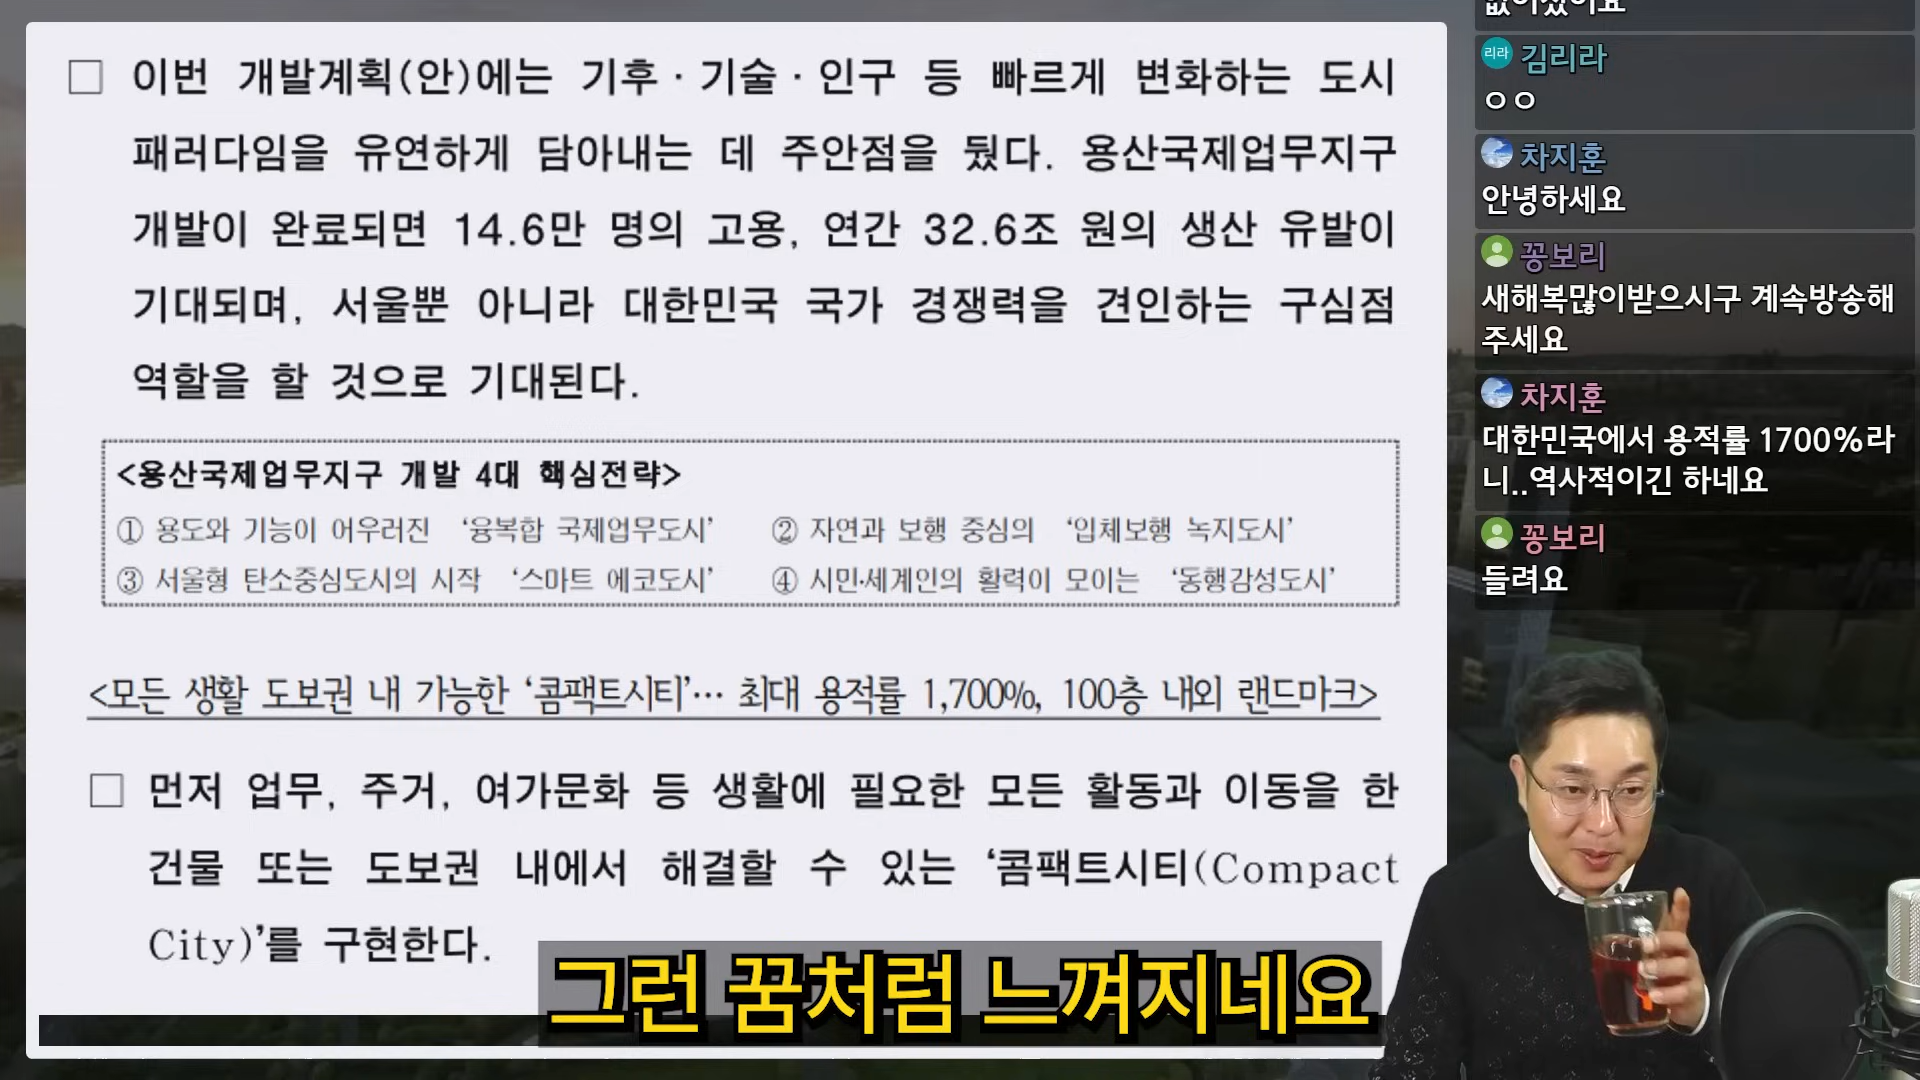 □ 이번 개발계획(안)에는 기후·기술·인구 등 빠르게 변화하는 도시
패러다임을 유연하게 담아내는 데 주안점을 뒀다. 용산국제업무지구
개발이 완료되면 14.6만 명의 고용, 연간 32.6조 원의 생산 유발이
기대되며, 서울뿐 아니라 대한민국 국가 경쟁력을 견인하는 구심점
역할을 할 것으로 기대된다.
<용산국제업무지구 개발 4대 핵심전략>
① 용도와 기능이 어우러진 ‘융복합 국제업무도시’ ② 자연과 보행 중심의 ‘입체보행 녹지도시’
③ 서울형 탄소중심도시의 시작 ‘스마트 에코도시’ ④ 시민·세계인의 활력이 모이는 ‘동행감성도시’
<모든 생활 도보권 내 가능한 ‘콤팩트시티’… 최대 용적률 1,700%, 100층 내외 랜드마크>
□ 먼저 업무, 주거, 여가문화 등 생활에 필요한 모든 활동과 이동을 한
건물 또는 도보권 내에서 해결할 수 있는 ‘콤팩트시티(Compact
City)’를 구현한다.
그런 꿈처럼 느껴지네요
없어졌어요
리라 김리라
ㅇㅇ
차지훈
안녕하세요
꽁보리
새해복많이받으시구 계속방송해
주세요
차지훈
대한민국에서 용적률 1700%라
니..역사적이긴 하네요
꽁보리
들려요